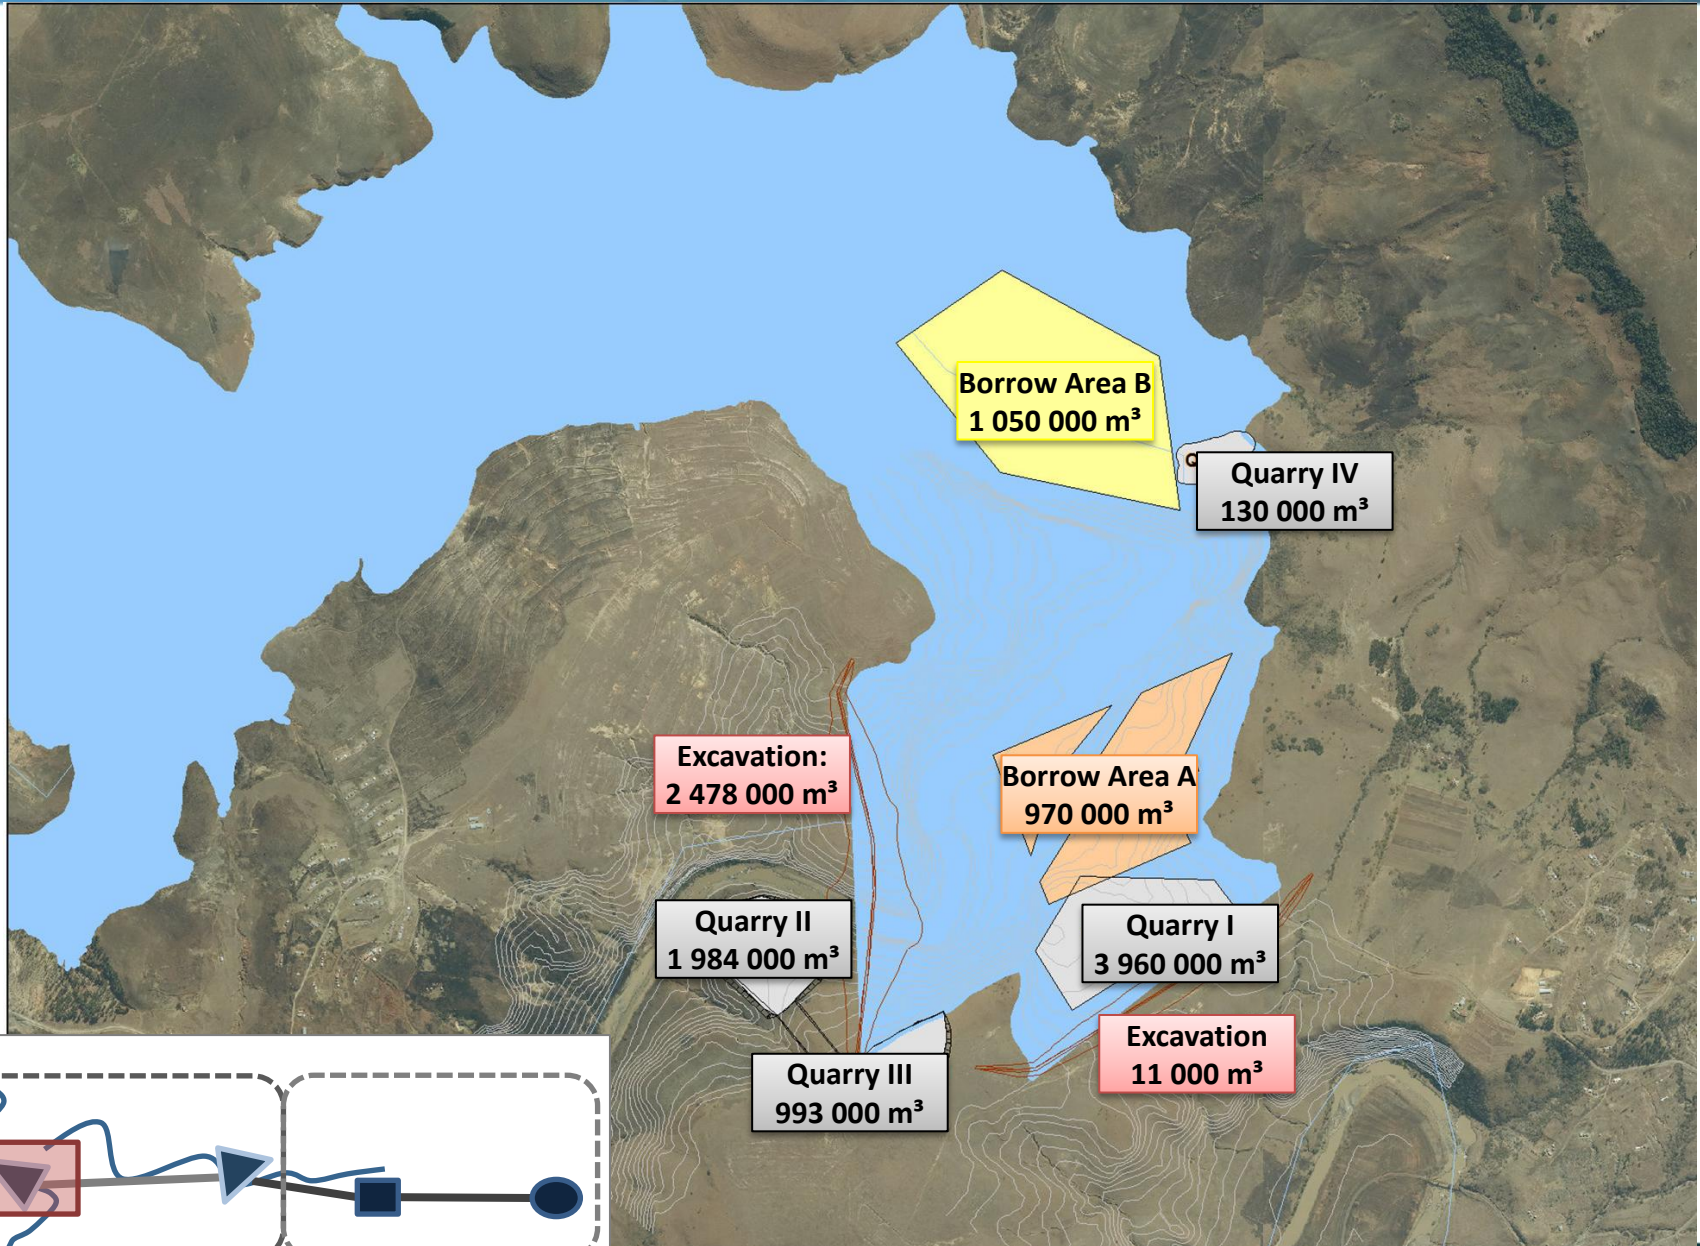 Borrow Area B
1 050 000 m³
Q
Quarry IV
130 000 m³
Excavation:
2 478 000 m³
Borrow Area A
970 000 m³
Quarry II
1 984 000 m³
Quarry I
3 960 000 m³
Excavation
11 000 m³
Quarry III
993 000 m³